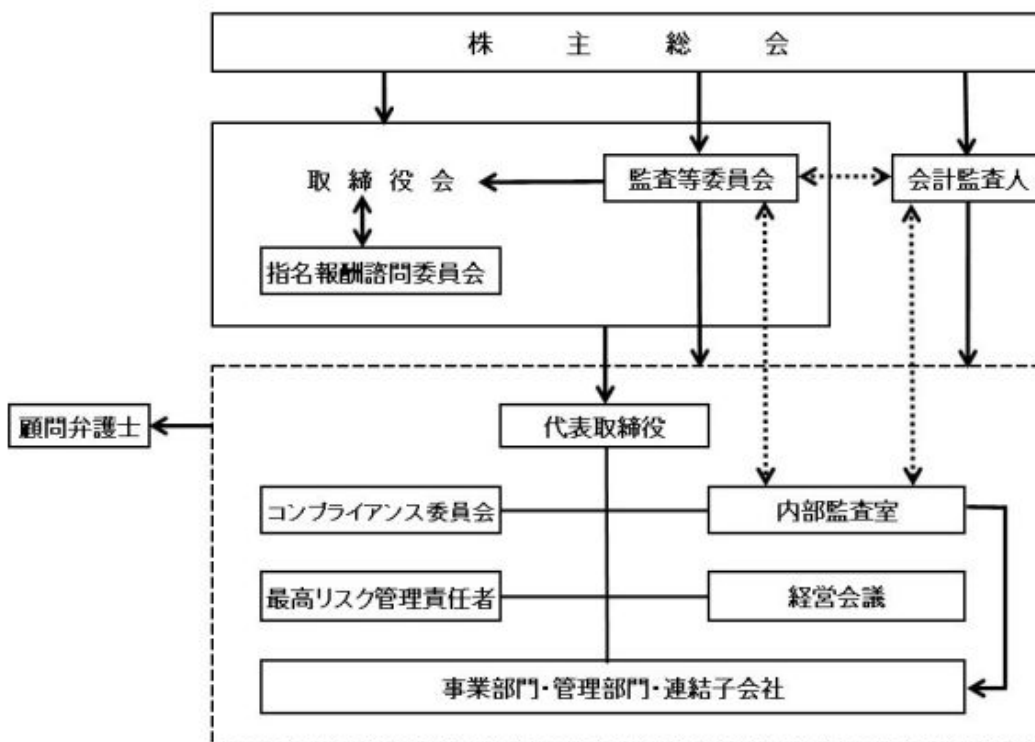 株主総会
取締役会
監査等委員会
会計監査人
指名報酬諮問委員会
顧問弁護士
代表取締役
コンプライアンス委員会
内部監査室
最高リスク管理責任者
経営会議
事業部門・管理部門・連結子会社